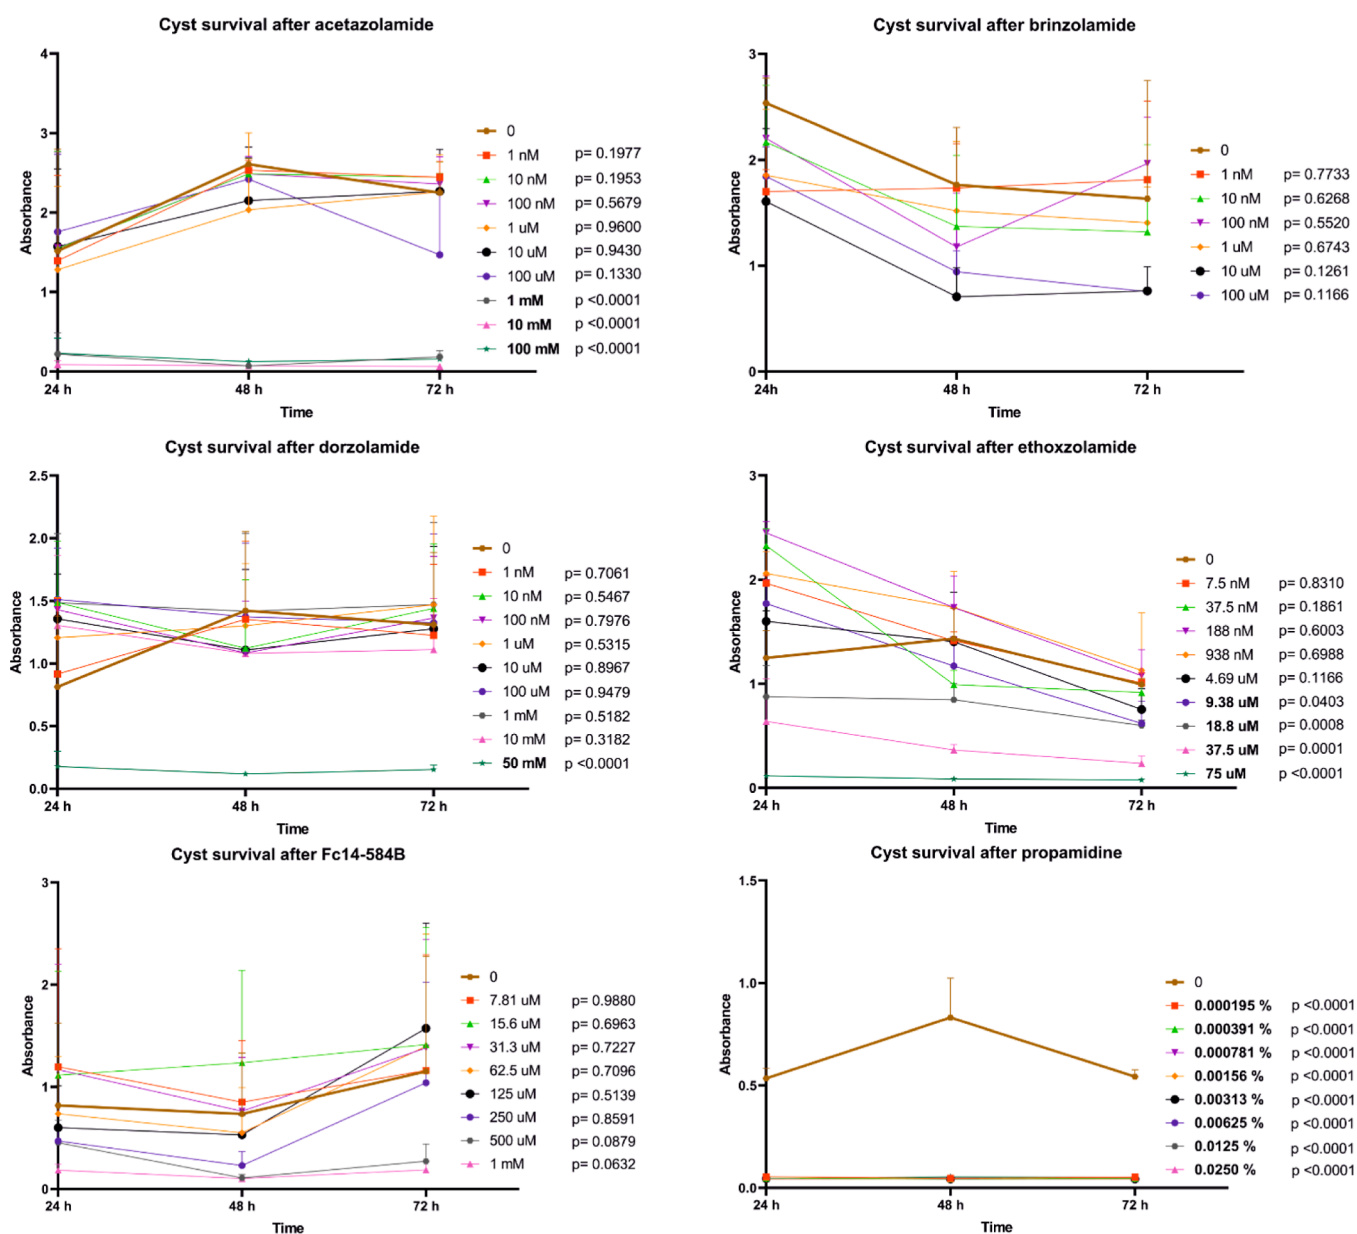 Cyst survival after acetazolamide
4
3
2
1
0
Absorbance
24 h
48 h
72 h
Time
0
1 nM p= 0.1977
10 nM p= 0.1953
100 nM p= 0.5679
1 uM p= 0.9600
10 uM p= 0.9430
100 uM p= 0.1330
1 mM p <0.0001
10 mM p <0.0001
100 mM p <0.0001
Cyst survival after brinzolamide
3
2
1
0
Absorbance
24h
48 h
72 h
Time
0
1 nM p= 0.7733
10 nM p= 0.6268
100 nM p= 0.5520
1 uM p= 0.6743
10 uM p= 0.1261
100 uM p= 0.1166
Cyst survival after dorzolamide
2.5
2.0
1.5
1.0
0.5
0.0
Absorbance
24 h
48 h
72 h
Time
0
1 nM p= 0.7061
10 nM p= 0.5467
100 nM p= 0.7976
1 uM p= 0.5315
10 uM p= 0.8967
100 uM p= 0.9479
1 mM p= 0.5182
10 mM p= 0.3182
50 mM p <0.0001
Cyst survival after ethoxzolamide
3
2
1
0
Absorbance
24 h
48 h
72 h
Time
0
7.5 nM p= 0.8310
37.5 nM p= 0.1861
188 nM p= 0.6003
938 nM p= 0.6988
4.69 uM p= 0.1166
9.38 uM p= 0.0403
18.8 uM p= 0.0008
37.5 uM p= 0.0001
75 uM p <0.0001
Cyst survival after Fc14-584B
3
2
1
0
Absorbance
24 h
48 h
72 h
Time
0
7.81 uM p= 0.9880
15.6 uM p= 0.6963
31.3 uM p= 0.7227
62.5 uM p= 0.7096
125 uM p= 0.5139
250 uM p= 0.8591
500 uM p= 0.0879
1 mM p= 0.0632
Cyst survival after propamidine
1.5
1.0
0.5
0.0
Absorbance
24 h
48 h
72 h
Time
0
0.000195 % p <0.0001
0.000391 % p <0.0001
0.000781 % p <0.0001
0.00156 % p <0.0001
0.00313 % p <0.0001
0.00625 % p <0.0001
0.0125 % p <0.0001
0.0250 % p <0.0001